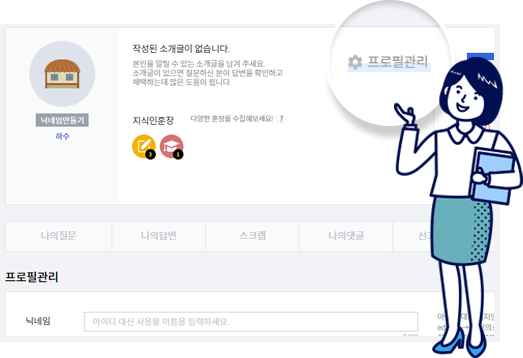 작성된 소개글이 없습니다.
본인을 알릴 수 있는 소개글을 남겨 주세요.
소개글이 있으면 질문하신 분이 답변을 확인하고
채택하는데 많은 도움이 됩니다
프로필관리
닉네임만들기
하수
지식인훈장
다양한 훈장을 수집해보세요! ?
3
1
나의질문
나의답변
스크랩
나의댓글
프로필관리
닉네임
아이디 대신 사용할 이름을 입력하세요.